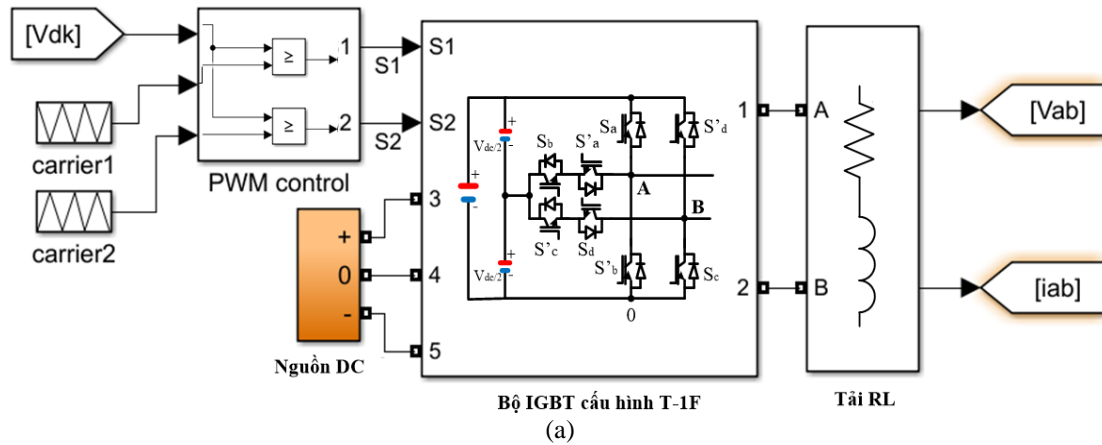 [Vdk]
carrier1
carrier2
≥
≥
1
2
PWM control
S1
S2
+
0
-
Nguồn DC
S1
S2
3
4
5
+
-
+
Vdc/2
-
+
Vdc/2
-
Sb
S'a
Sa
S'd
A
B
S'c
Sd
S'b
Sc
0
1
2
Bộ IGBT cấu hình T-1F
A
B
Tải RL
[Vab]
[iab]
(a)